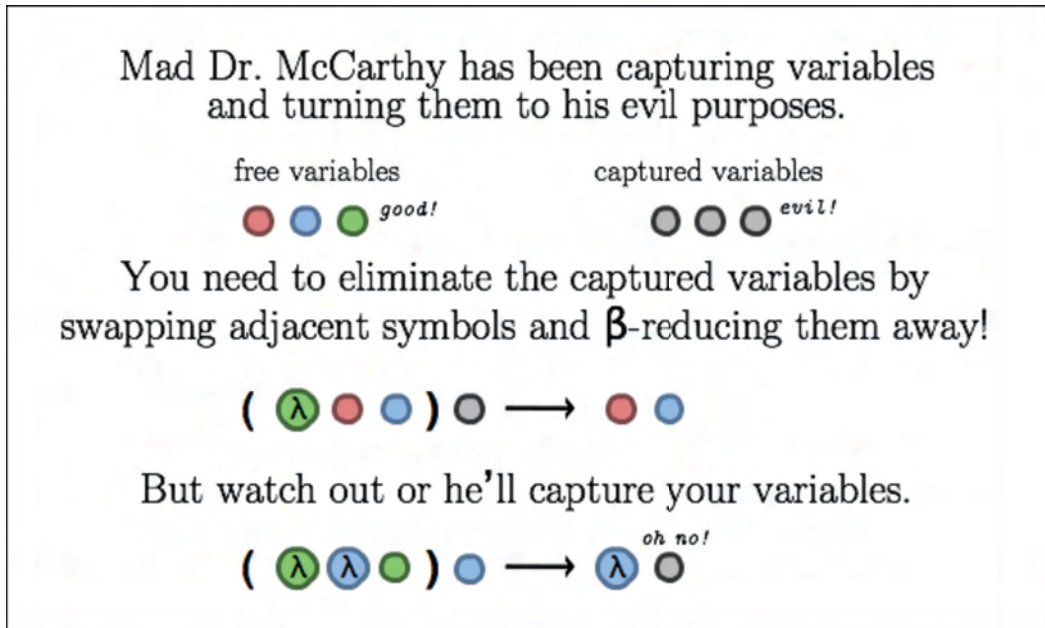 Mad Dr. McCarthy has been capturing variables
and turning them to his evil purposes.
free variables captured variables
good! evil!
You need to eliminate the captured variables by
swapping adjacent symbols and β-reducing them away!
( λ ) →
But watch out or he'll capture your variables.
oh no!
( λ λ ) → λ